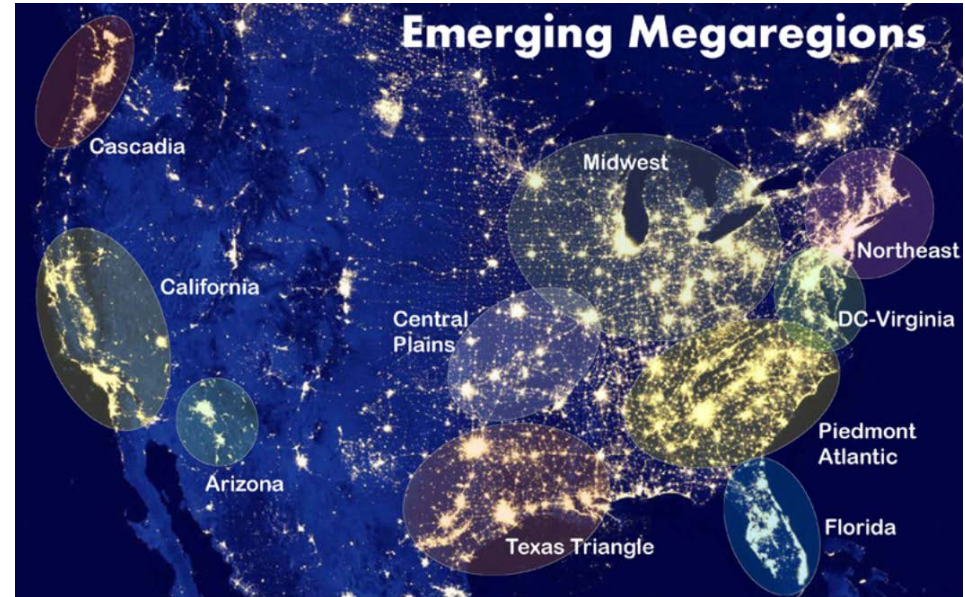 Emerging Megaregions
Cascadia
Midwest
Northeast
California
Central
Plains
DC-Virginia
Piedmont
Atlantic
Arizona
Florida
Texas Triangle